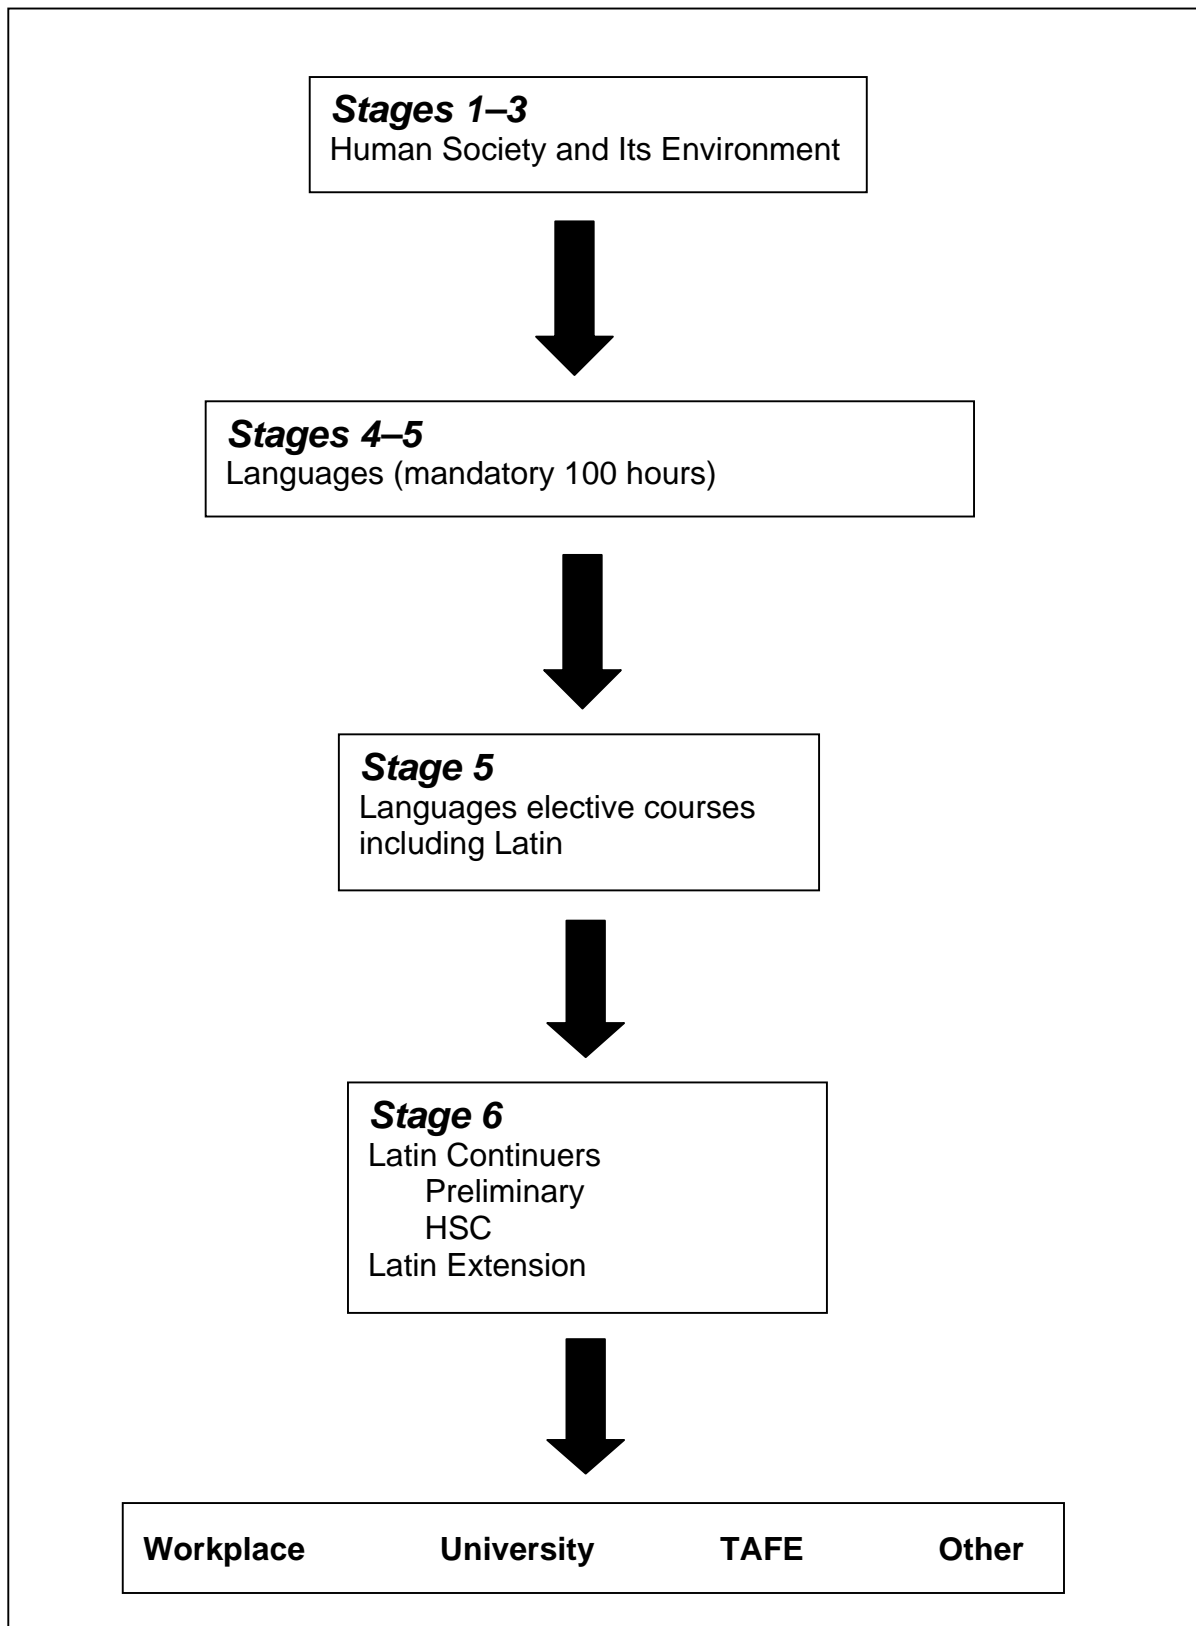 Stages 1–3
Human Society and Its Environment
Stages 4–5
Languages (mandatory 100 hours)
Stage 5
Languages elective courses
including Latin
Stage 6
Latin Continuers
Preliminary
HSC
Latin Extension
Workplace University TAFE Other